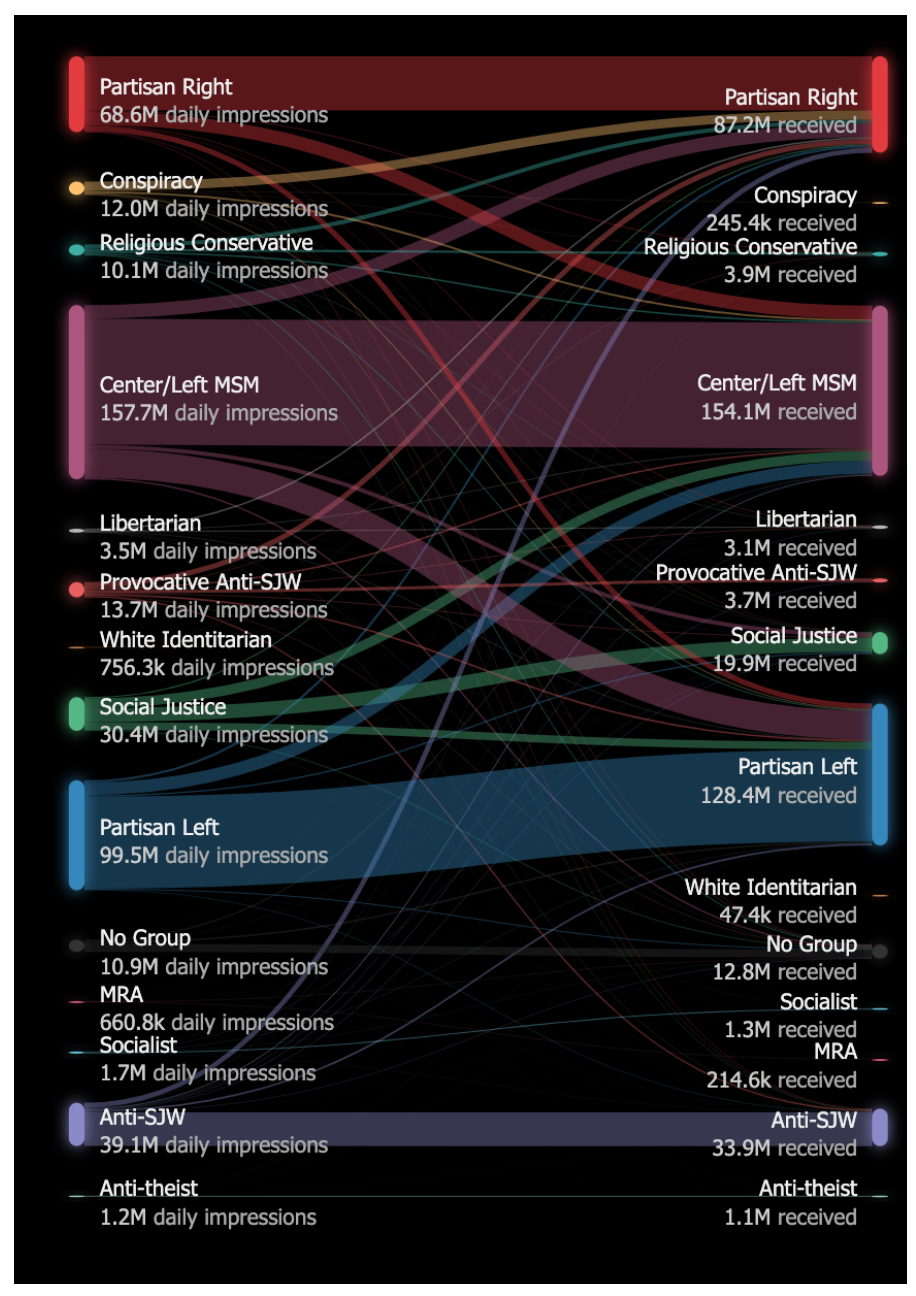 Partisan Right
68.6M daily impressions
Conspiracy
12.0M daily impressions
Religious Conservative
10.1M daily impressions
Center/Left MSM
157.7M daily impressions
Libertarian
3.5M daily impressions
Provocative Anti-SJW
13.7M daily impressions
White Identitarian
756.3k daily impressions
Social Justice
30.4M daily impressions
Partisan Left
99.5M daily impressions
No Group
10.9M daily impressions
MRA
660.8k daily impressions
Socialist
1.7M daily impressions
Anti-SJW
39.1M daily impressions
Anti-theist
1.2M daily impressions
Partisan Right
87.2M received
Conspiracy
245.4k received
Religious Conservative
3.9M received
Center/Left MSM
154.1M received
Libertarian
3.1M received
Provocative Anti-SJW
3.7M received
Social Justice
19.9M received
Partisan Left
128.4M received
White Identitarian
47.4k received
No Group
12.8M received
Socialist
1.3M received
MRA
214.6k received
Anti-SJW
33.9M received
Anti-theist
1.1M received